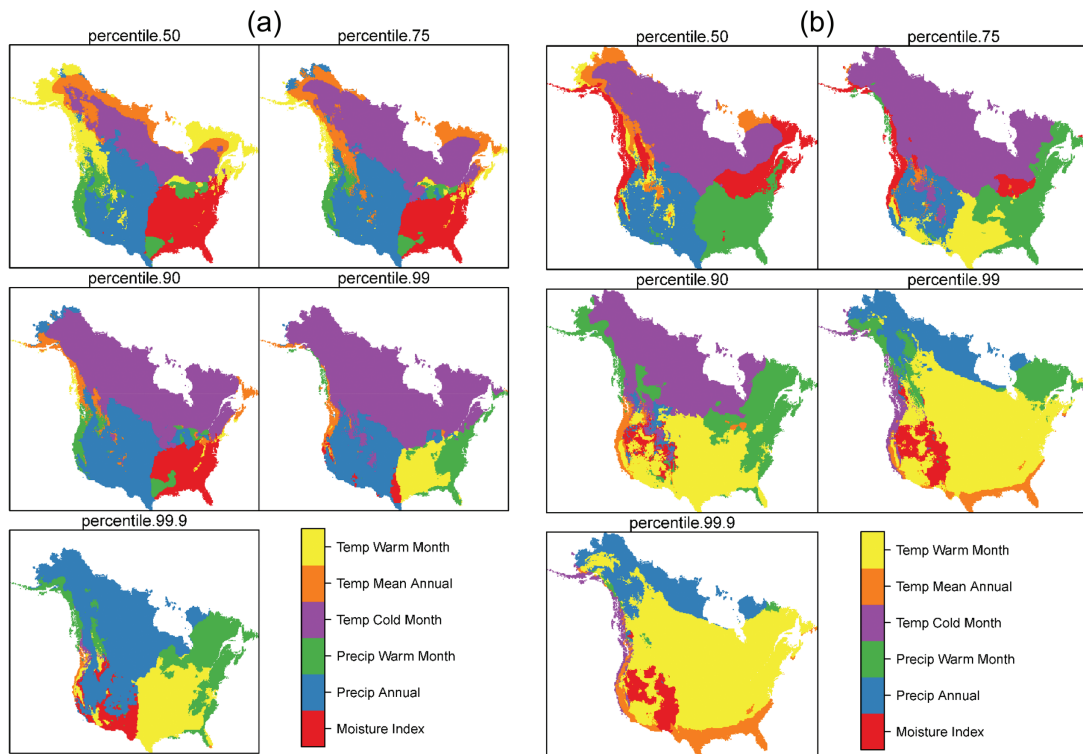 (a)
percentile.50
percentile.75
percentile.90
percentile.99
percentile.99.9
Temp Warm Month
Temp Mean Annual
Temp Cold Month
Precip Warm Month
Precip Annual
Moisture Index
(b)
percentile.50
percentile.75
percentile.90
percentile.99
percentile.99.9
Temp Warm Month
Temp Mean Annual
Temp Cold Month
Precip Warm Month
Precip Annual
Moisture Index